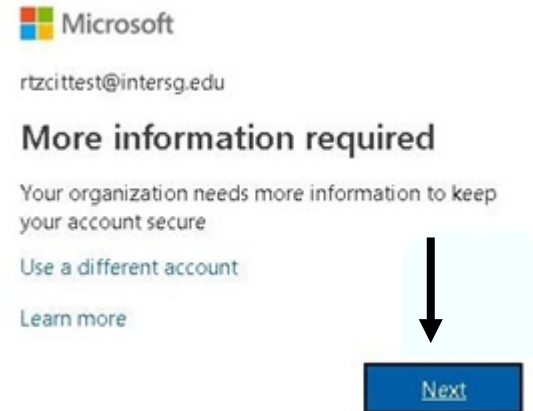 Microsoft
rtzcittest@intersg.edu
More information required
Your organization needs more information to keep
your account secure
Use a different account
Learn more
Next